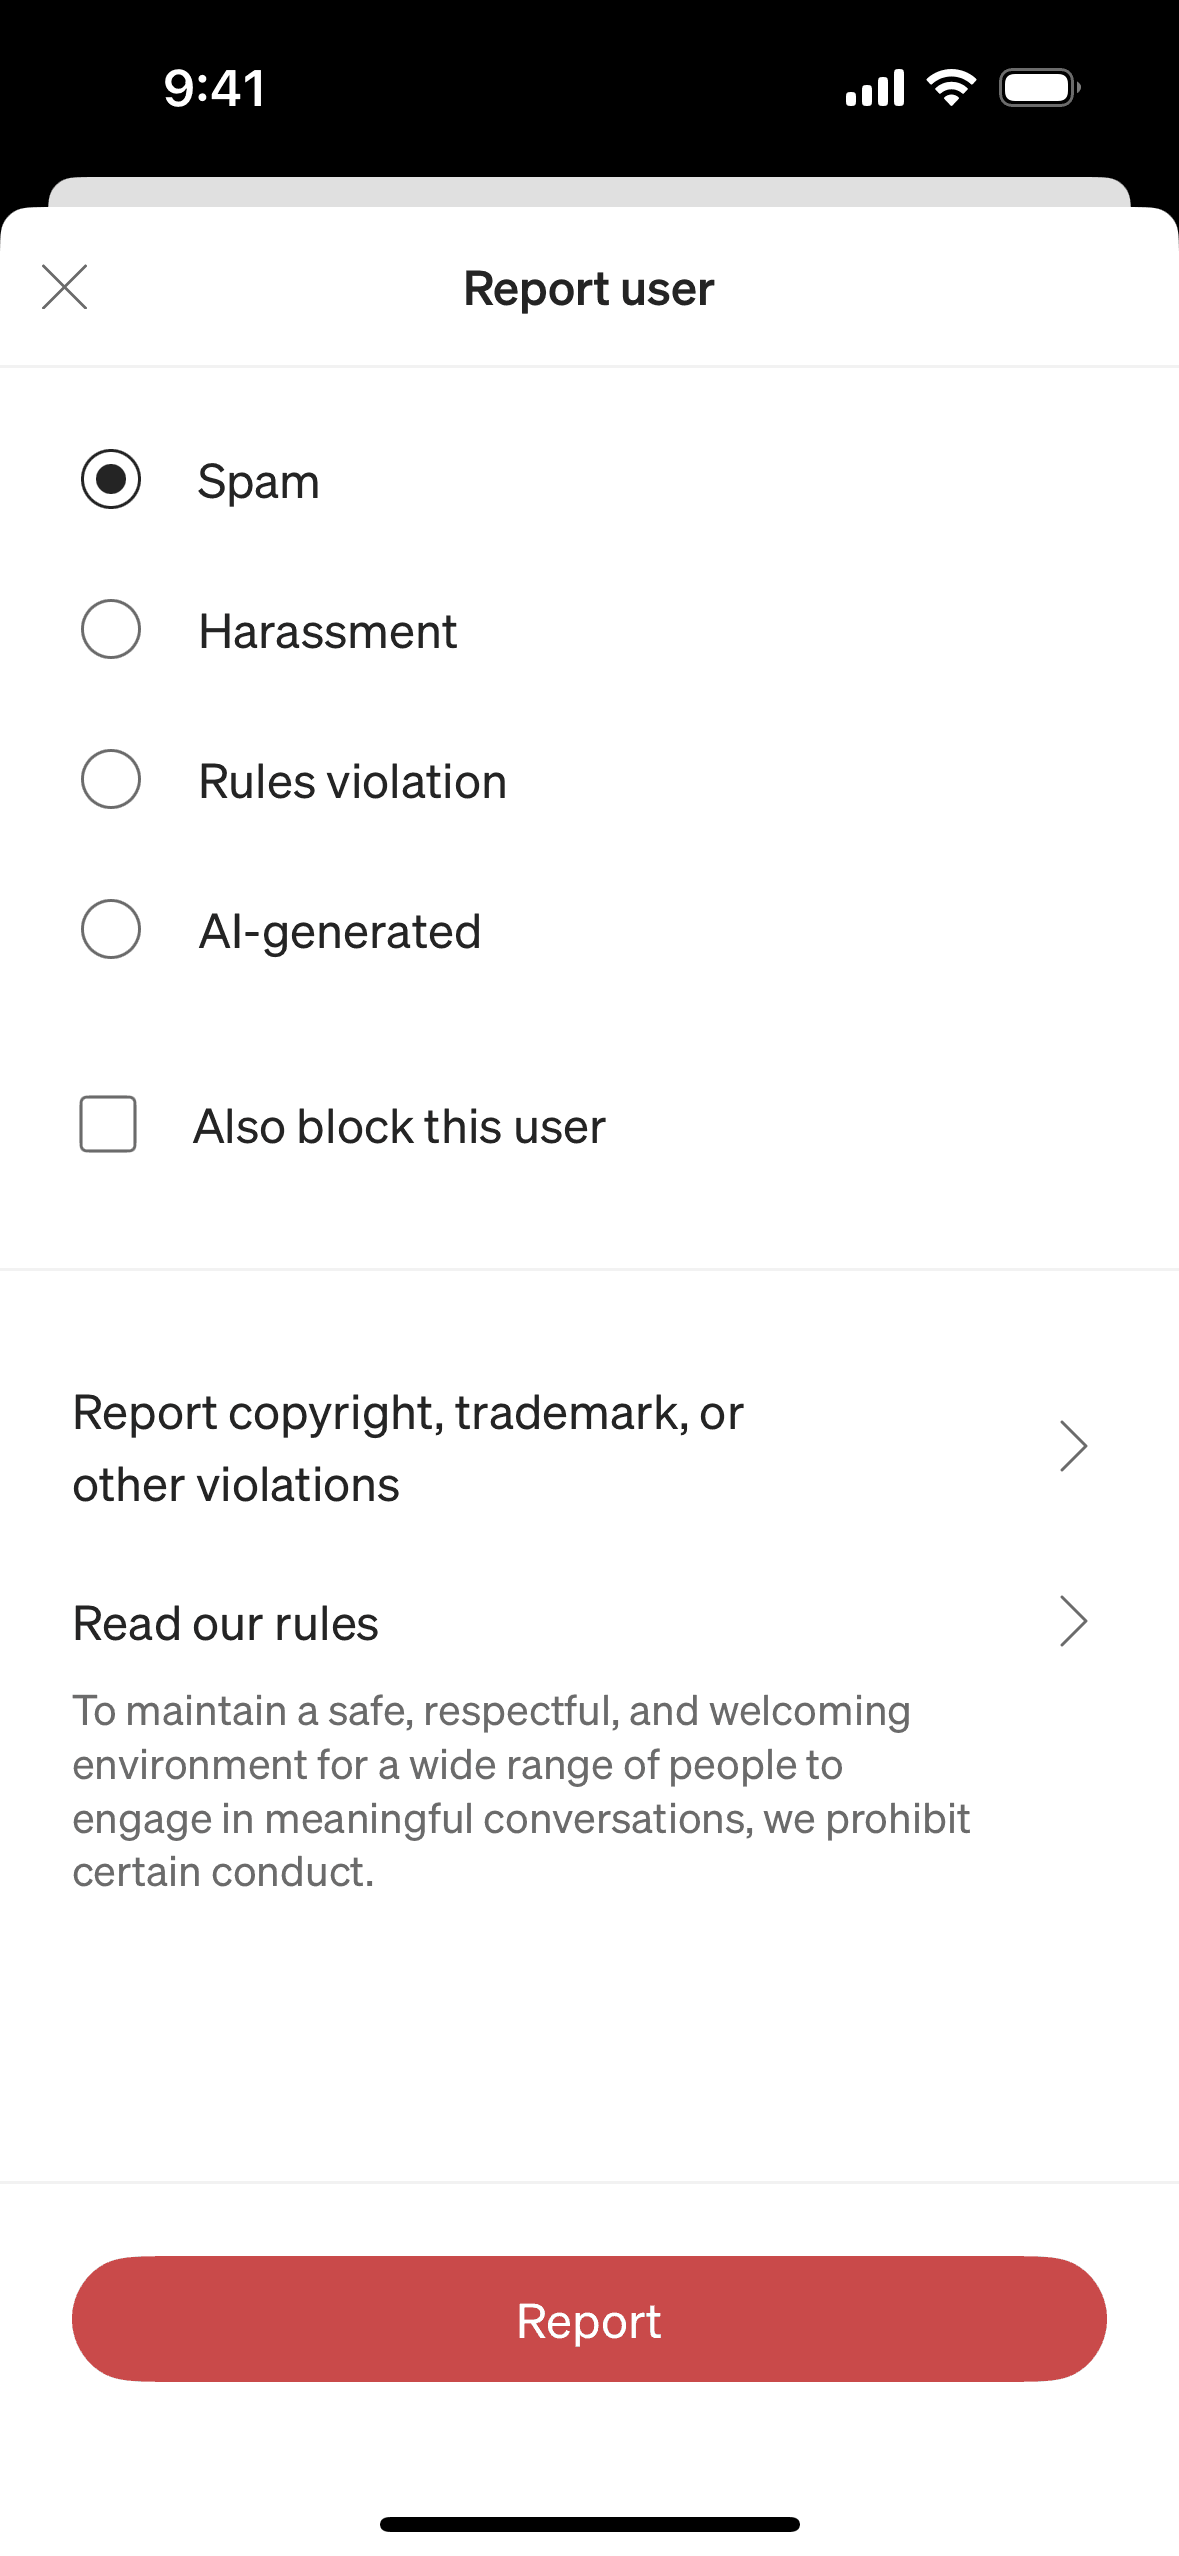 9:41
Report user
Spam
Harassment
Rules violation
AI-generated
Also block this user
Report copyright, trademark, or
other violations
Read our rules
To maintain a safe, respectful, and welcoming
environment for a wide range of people to
engage in meaningful conversations, we prohibit
certain conduct.
Report